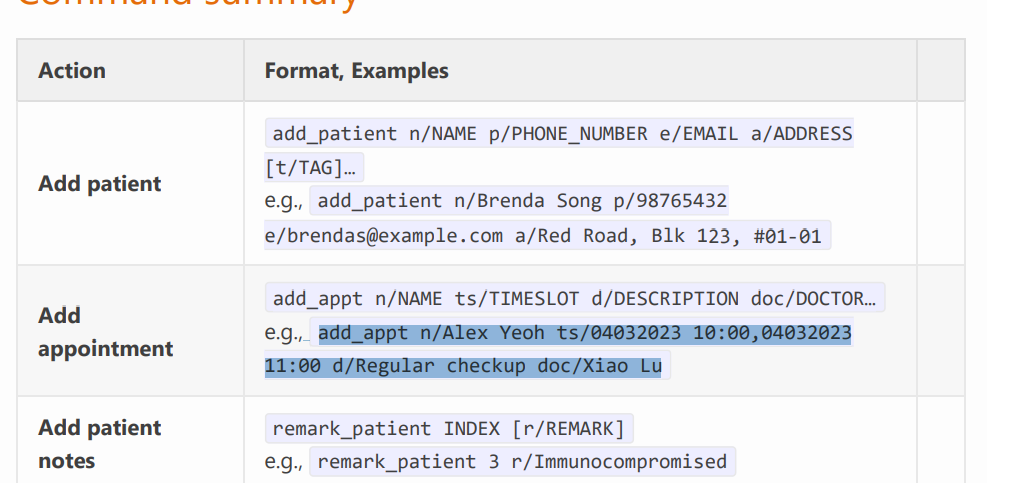 Command summary
Action
Format, Examples
Add patient
add_patient n/NAME p/PHONE_NUMBER e/EMAIL a/ADDRESS
[t/TAG]…
e.g., add_patient n/Brenda Song p/98765432
e/brendas@example.com a/Red Road, Blk 123, #01-01
Add
appointment
add_appt n/NAME ts/TIMESLOT d/DESCRIPTION doc/DOCTOR…
e.g., add_appt n/Alex Yeoh ts/04032023 10:00,04032023
11:00 d/Regular checkup doc/Xiao Lu
Add patient
notes
remark_patient INDEX [r/REMARK]
e.g., remark_patient 3 r/Immunocompromised